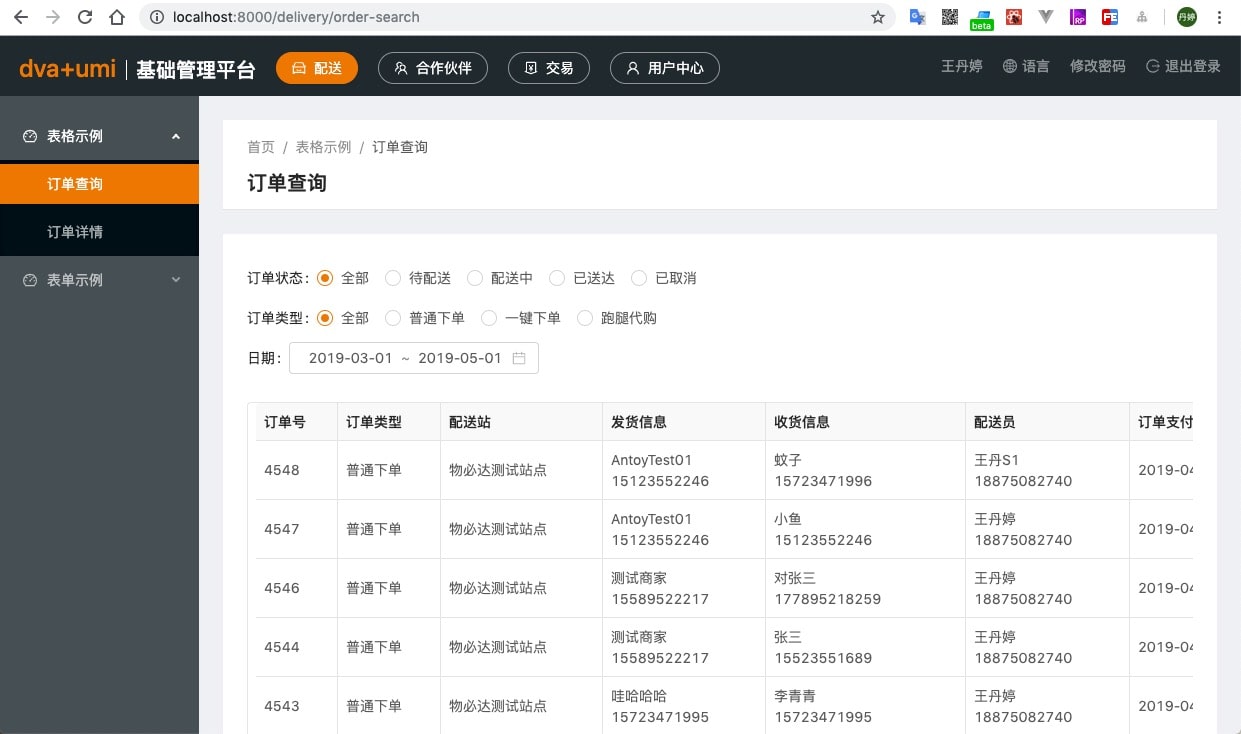 localhost:8000/delivery/order-search
beta
RP
FE
丹婷
dva+umi
基础管理平台
配送
合作伙伴
交易
用户中心
王丹婷
语言
修改密码
退出登录
表格示例
订单查询
订单详情
表单示例
首页 / 表格示例 / 订单查询
订单查询
订单状态: 全部 待配送 配送中 已送达 已取消
订单类型: 全部 普通下单 一键下单 跑腿代购
日期: 2019-03-01 ~ 2019-05-01
订单号 订单类型 配送站 发货信息 收货信息 配送员 订单支付
4548 普通下单 物必达测试站点 AntoyTest01 蚊子 王丹S1 2019-04
15123552246 15723471996 18875082740
4547 普通下单 物必达测试站点 AntoyTest01 小鱼 王丹婷 2019-04
15123552246 15123552246 18875082740
4546 普通下单 物必达测试站点 测试商家 对张三 王丹婷 2019-04
15589522217 177895218259 18875082740
4544 普通下单 物必达测试站点 测试商家 张三 王丹婷 2019-04
15589522217 15523551689 18875082740
4543 普通下单 物必达测试站点 哇哈哈哈 李青青 王丹婷 2019-04
15723471995 15723471995 18875082740